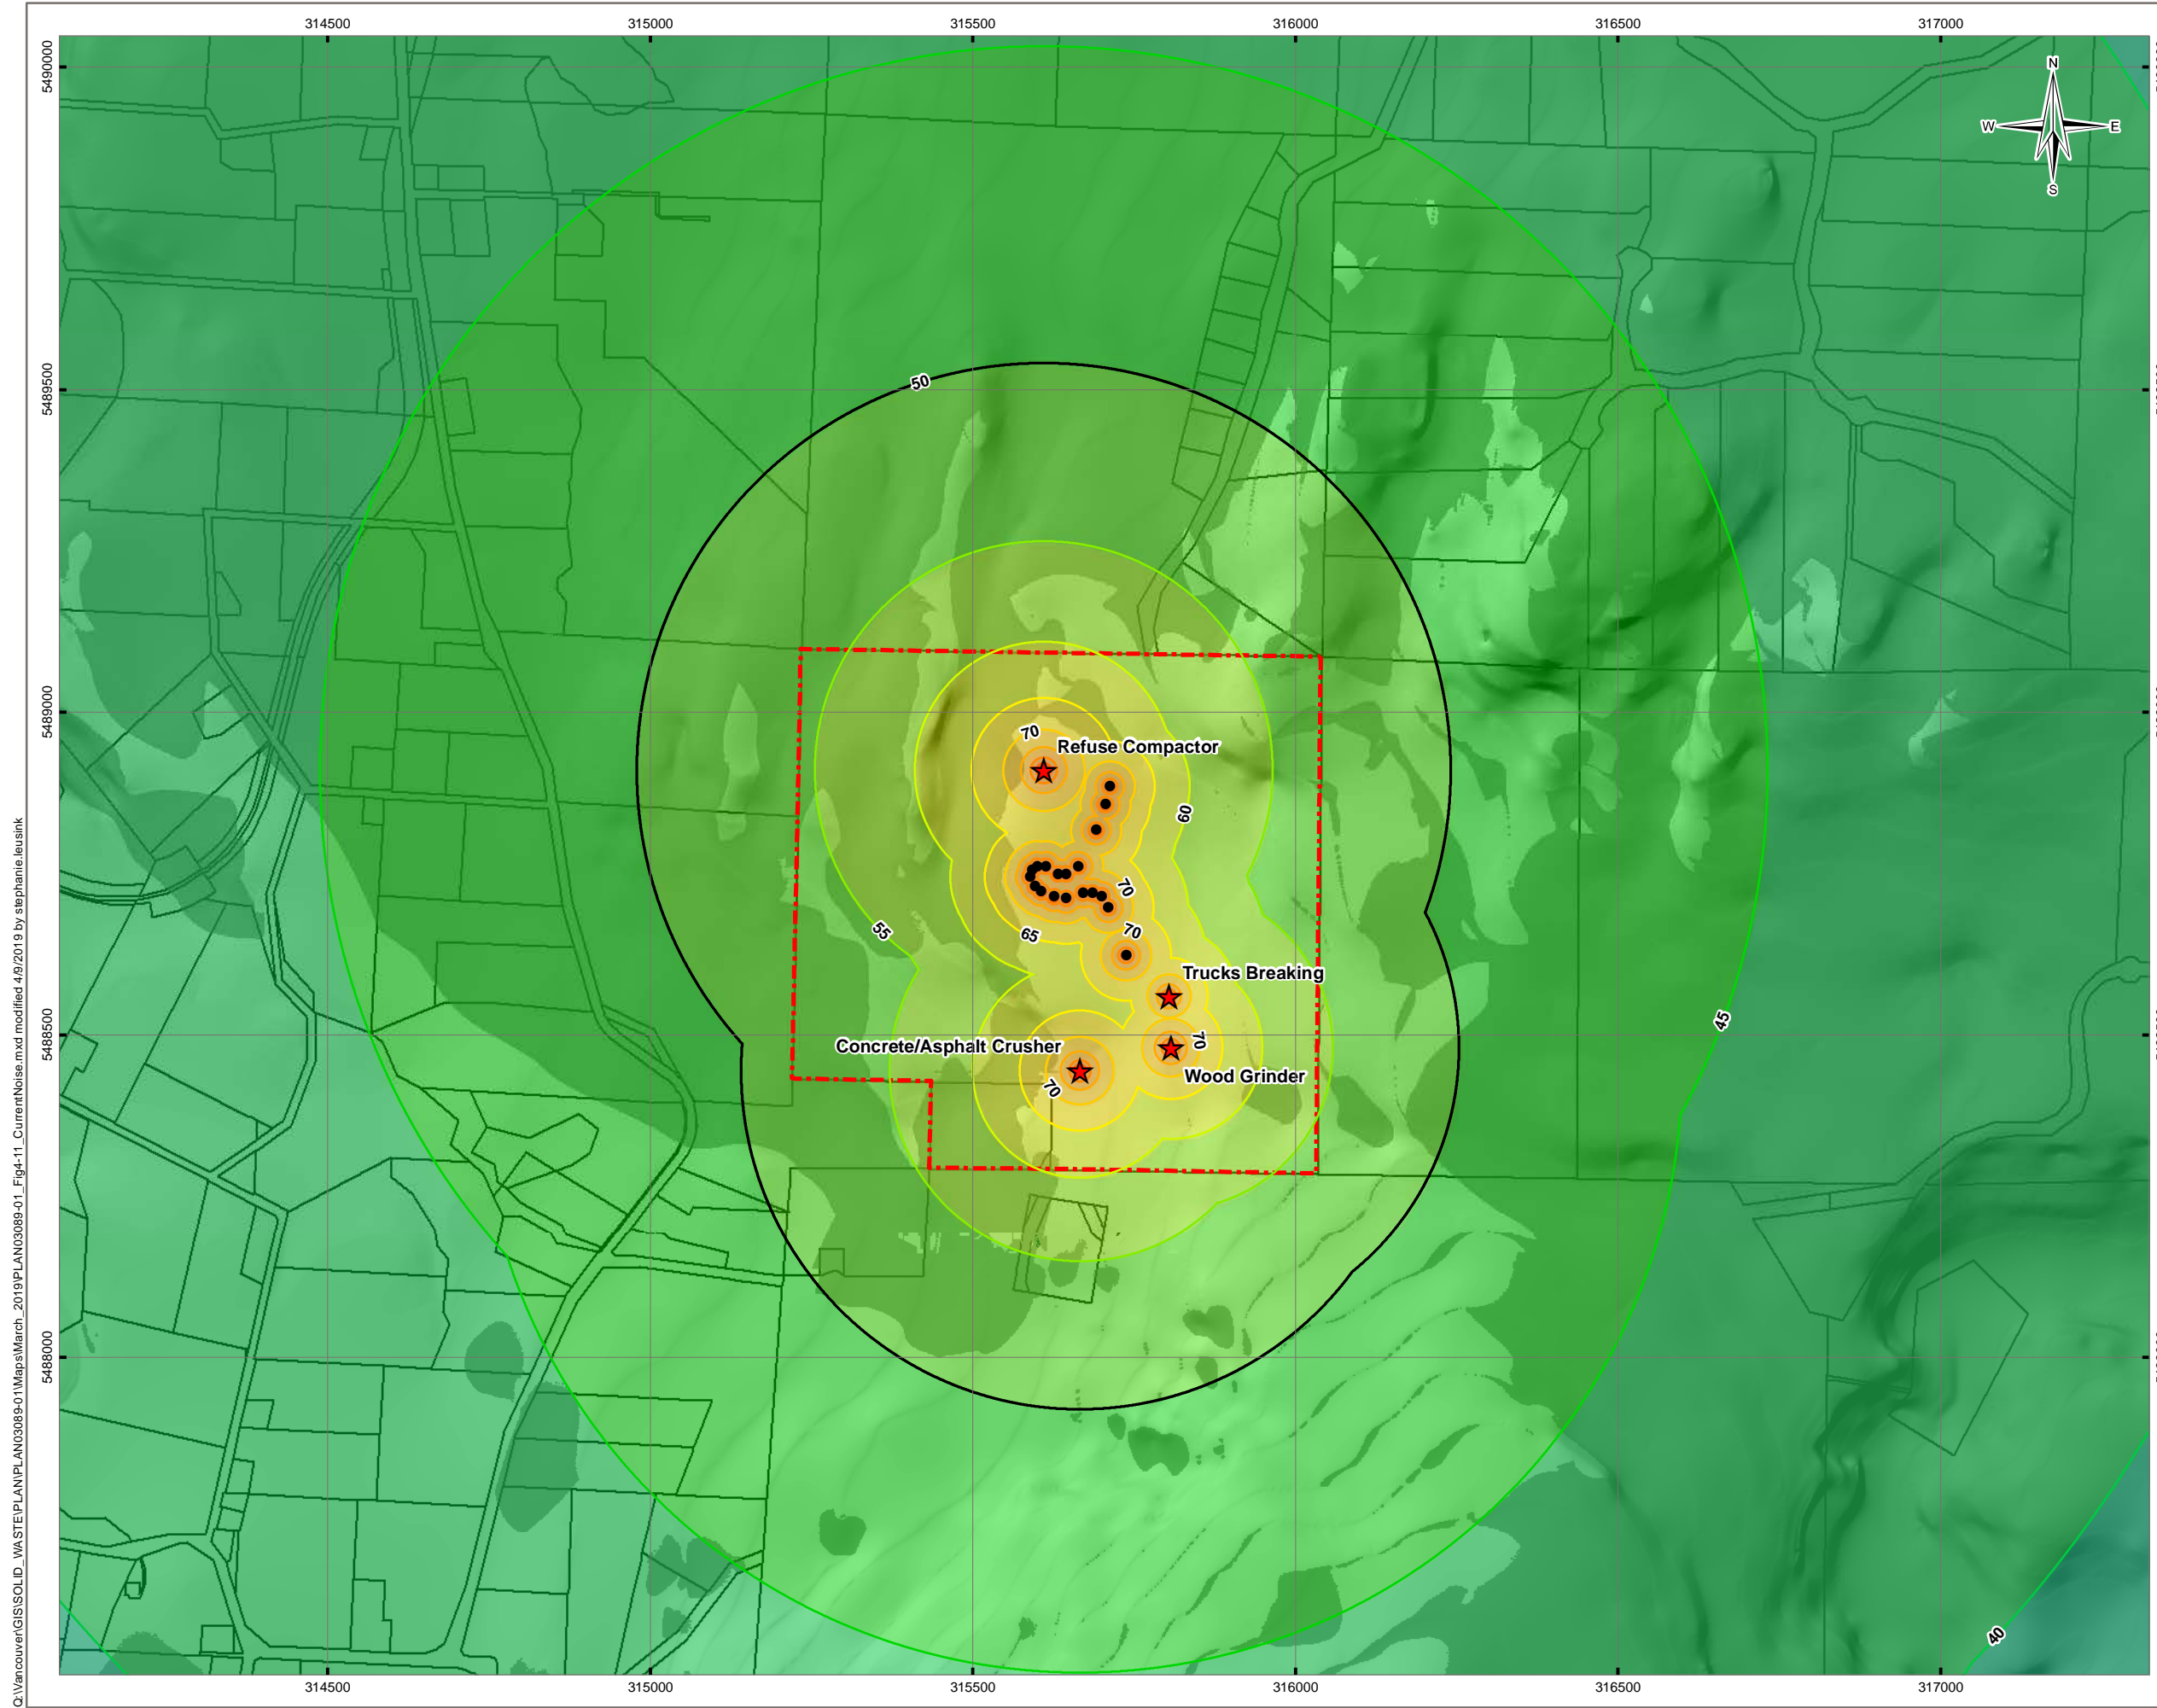 314500 315000 315500 316000 316500 317000
5490000
N
W E
S
50
5489500
5489000
70
Refuse Compactor
60
70
55
65
70
Trucks Breaking
45
5488500
Concrete/Asphalt Crusher
70
Wood Grinder
70
5488000
40
314500 315000 315500 316000 316500 317000
Q:\Vancouver\GIS\SOLID_WASTE\PLAN\PLAN03089-01\Maps\March_2019\PLAN03089-01_Fig4-11_CurrentNoise.mxd modified 4/9/2019 by stephanie.leusink